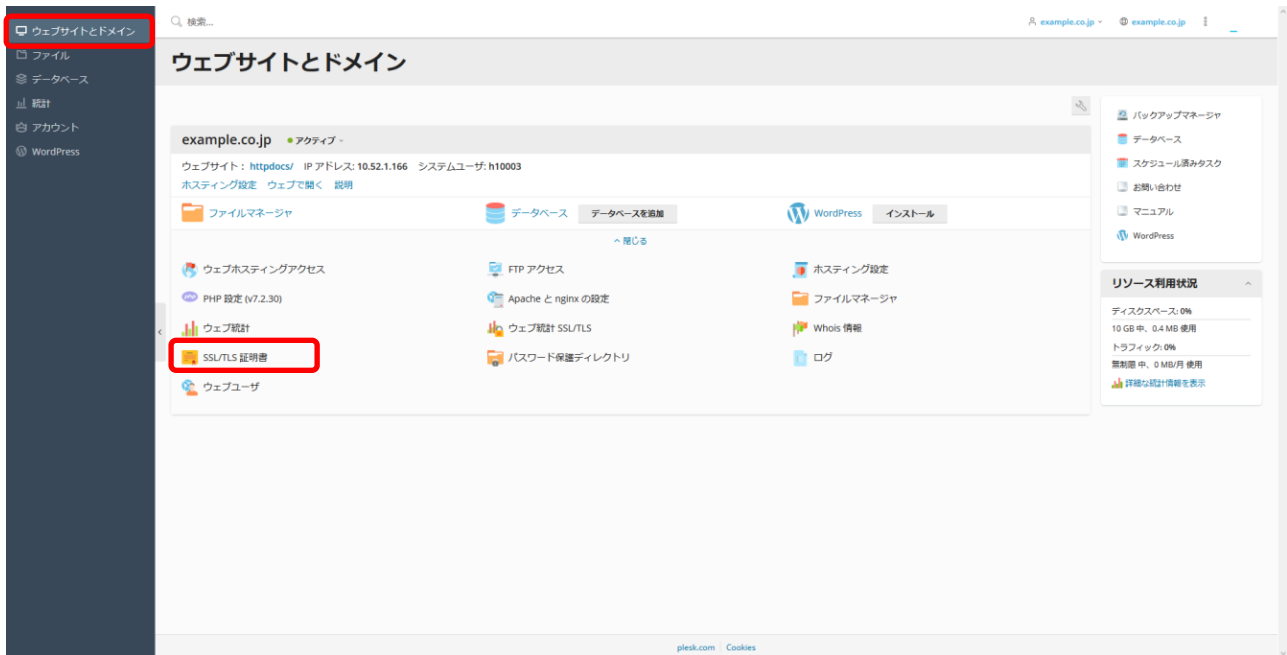 検索...
example.co.jp
example.co.jp
ウェブサイトとドメイン
ファイル
データベース
統計
アカウント
WordPress
ウェブサイトとドメイン
example.co.jp アクティブ
ウェブサイト： httpdocs/ IP アドレス: 10.52.1.166 システムユーザ: h10003
ホスティング設定 ウェブで開く 説明
ファイルマネージャ データベース データベースを追加 WordPress インストール
閉じる
ウェブホスティングアクセス FTP アクセス ホスティング設定
PHP 設定 (v7.2.30) Apache と nginx の設定 ファイルマネージャ
ウェブ統計 ウェブ統計 SSL/TLS Whois 情報
SSL/TLS 証明書 パスワード保護ディレクトリ ログ
ウェブユーザ
バックアップマネージャ
データベース
スケジュール済みタスク
お問い合わせ
マニュアル
WordPress
リソース利用状況
ディスクスペース: 0%
10 GB 中、0.4 MB 使用
トラフィック: 0%
無制限 中、0 MB/月 使用
詳細な統計情報を表示
plesk.com Cookies